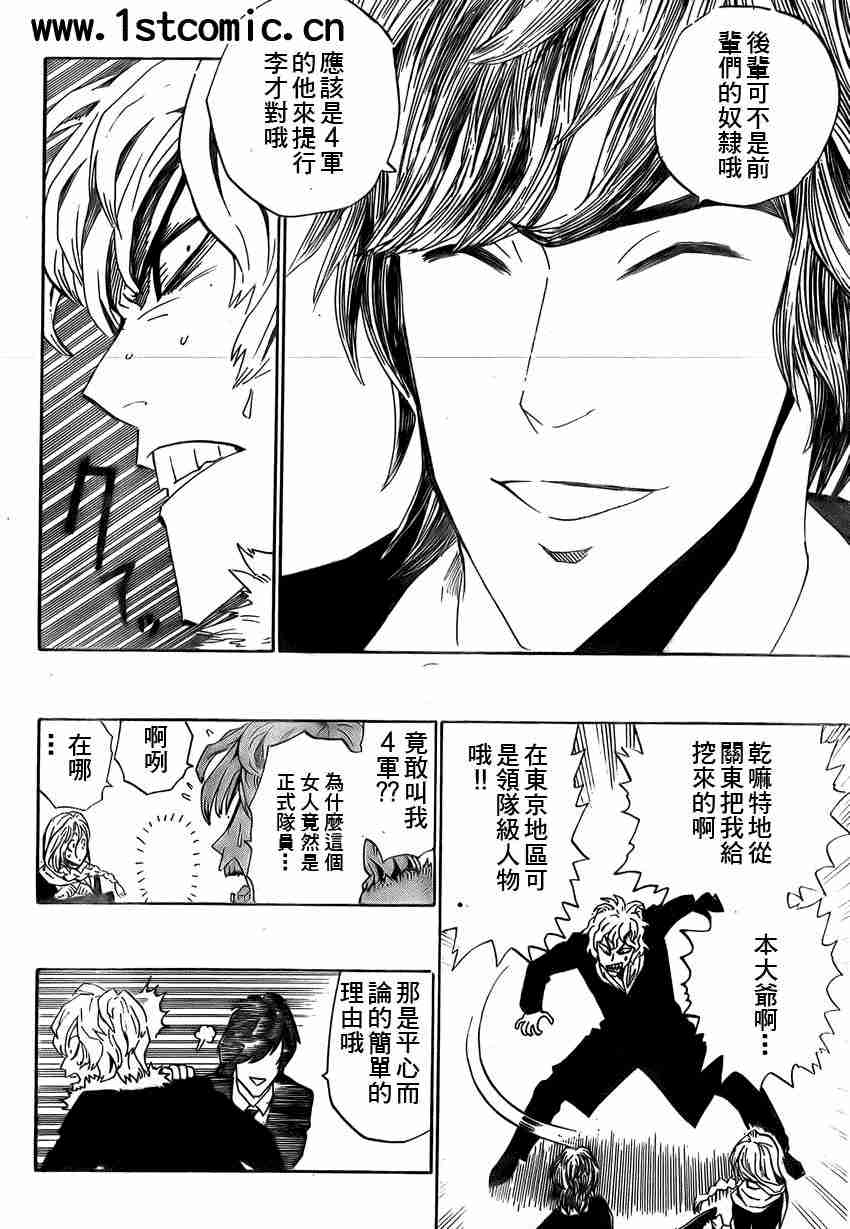 www.1stcomic.cn
後輩可不是前
輩們的奴隸哦
應該是4軍
的他來提行
李才對哦
クッ
乾嘛特地從
關東把我給
挖來的啊
本大爺啊…
在東京地區可
是領隊級人物
哦!!
竟敢叫我
4軍??
為什麼這個
女人竟然是
正式隊員…
啊咧
在哪
…
那是平心而
論的簡單的
理由哦